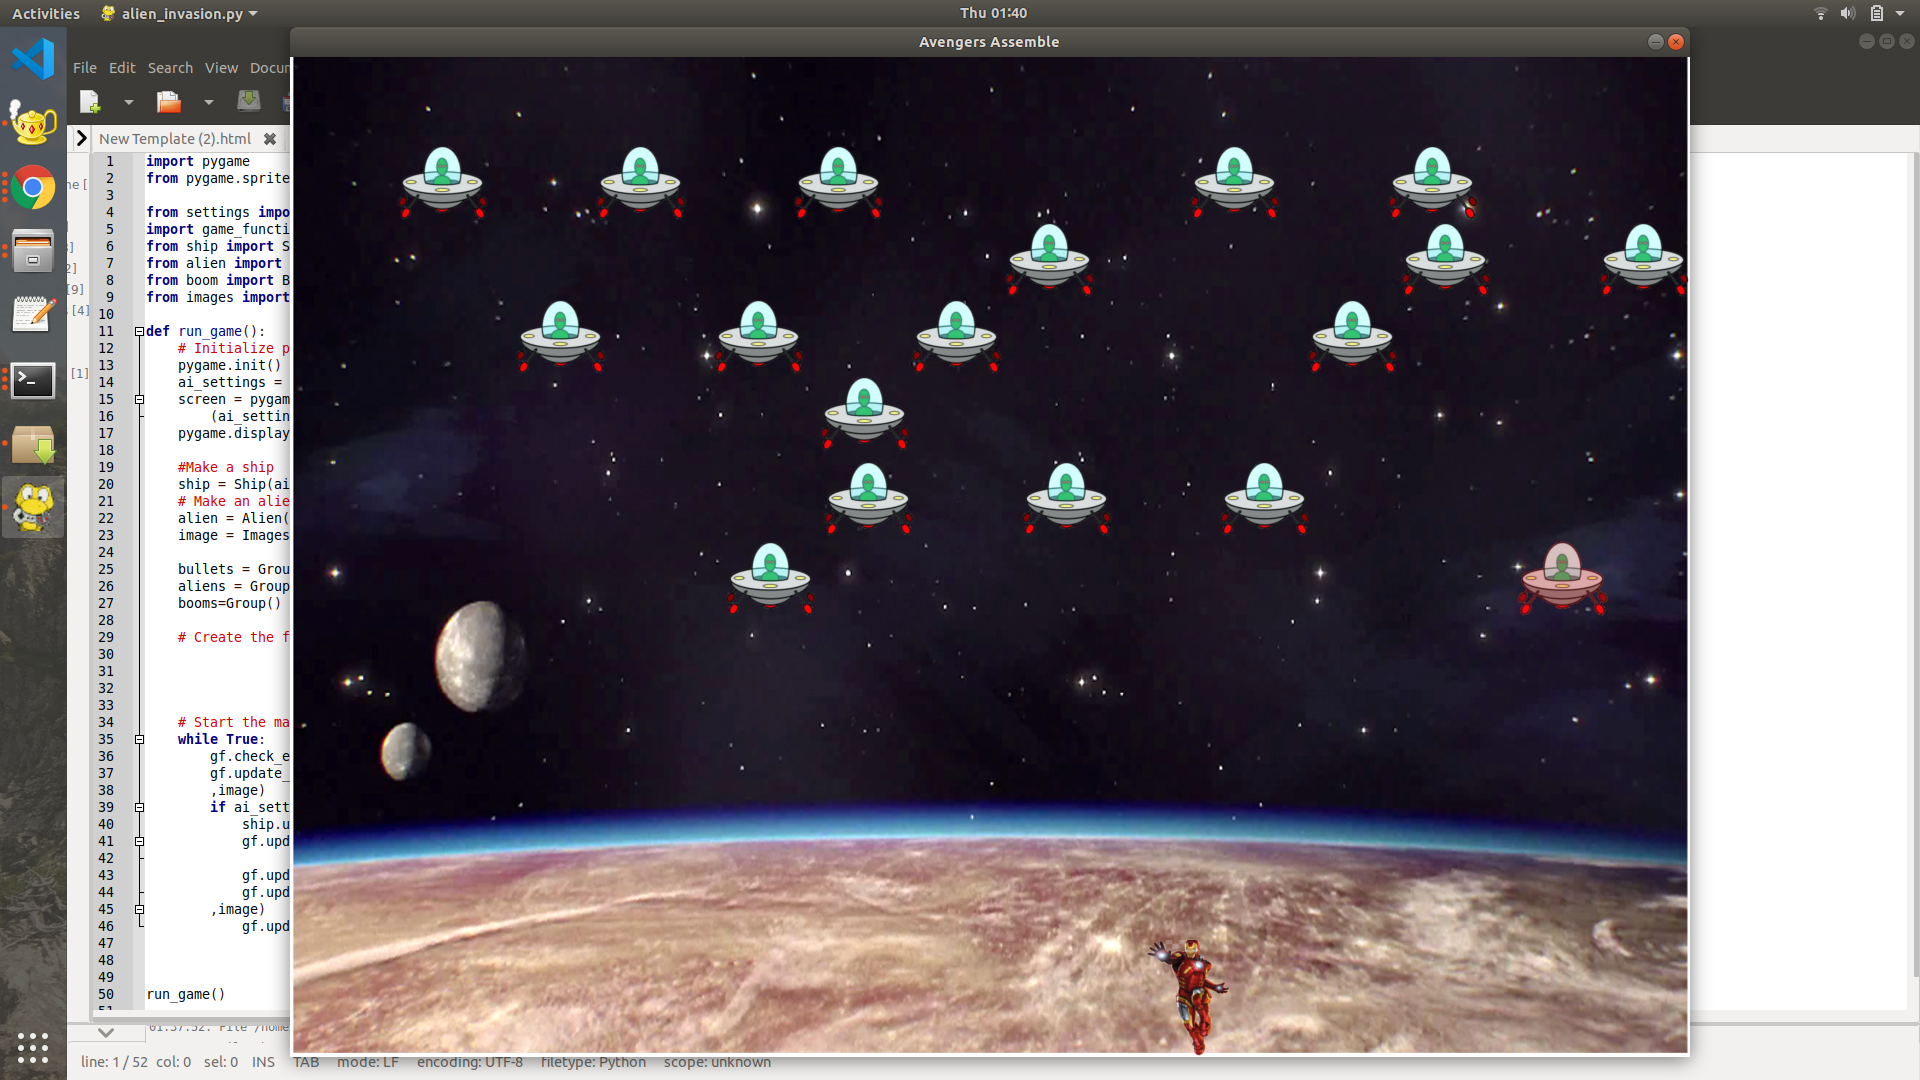 Activities
alien_invasion.py
Thu 01:40
Avengers Assemble
File Edit Search View Docun
New Template (2).html
1 import pygame
2 from pygame.sprite
3
4 from settings impo
5 import game_functi
6 from ship import S
7 from alien import
8 from boom import B
9 from images import
10
11 def run_game():
12 # Initialize p
13 pygame.init()
14 ai_settings =
15 screen = pygam
16 (ai_settin
17 pygame.display
18
19 #Make a ship
20 ship = Ship(ai
21 # Make an alie
22 alien = Alien(
23 image = Images
24
25 bullets = Grou
26 aliens = Group
27 booms=Group()
28
29 # Create the f
30
31
32
33
34 # Start the ma
35 while True:
36 gf.check_e
37 gf.update_
38 ,image)
39 if ai_sett
40 ship.u
41 gf.upd
42
43 gf.upd
44 gf.upd
45 ,image)
46 gf.upd
47
48
49
50 run_game()
[9]
[4]
[1]
line: 1 / 52 col: 0 sel: 0 INS TAB mode: LF encoding: UTF-8 filetype: Python scope: unknown